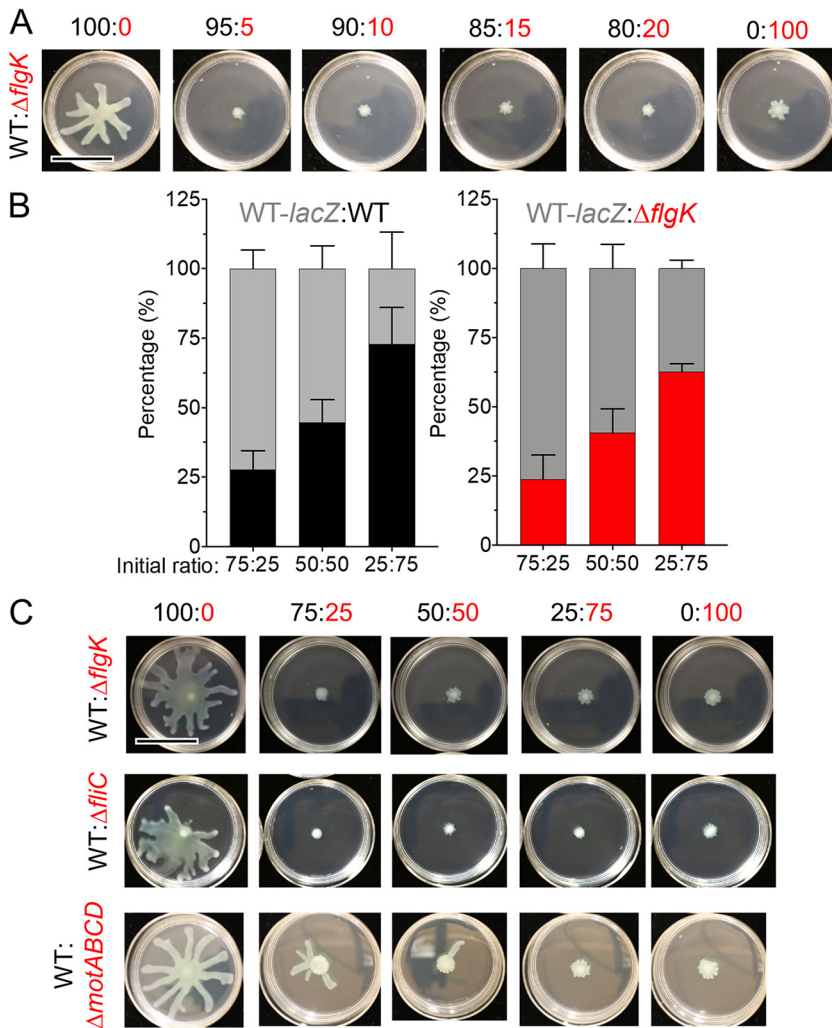 A
100:0 95:5 90:10 85:15 80:20 0:100
WT:ΔflgK
B
WT-lacZ:WT
Percentage (%)
125
100
75
50
25
0
Initial ratio: 75:25 50:50 25:75
WT-lacZ:ΔflgK
Percentage (%)
125
100
75
50
25
0
75:25 50:50 25:75
C
100:0 75:25 50:50 25:75 0:100
WT:ΔflgK
WT:ΔfliC
WT:
ΔmotABCD